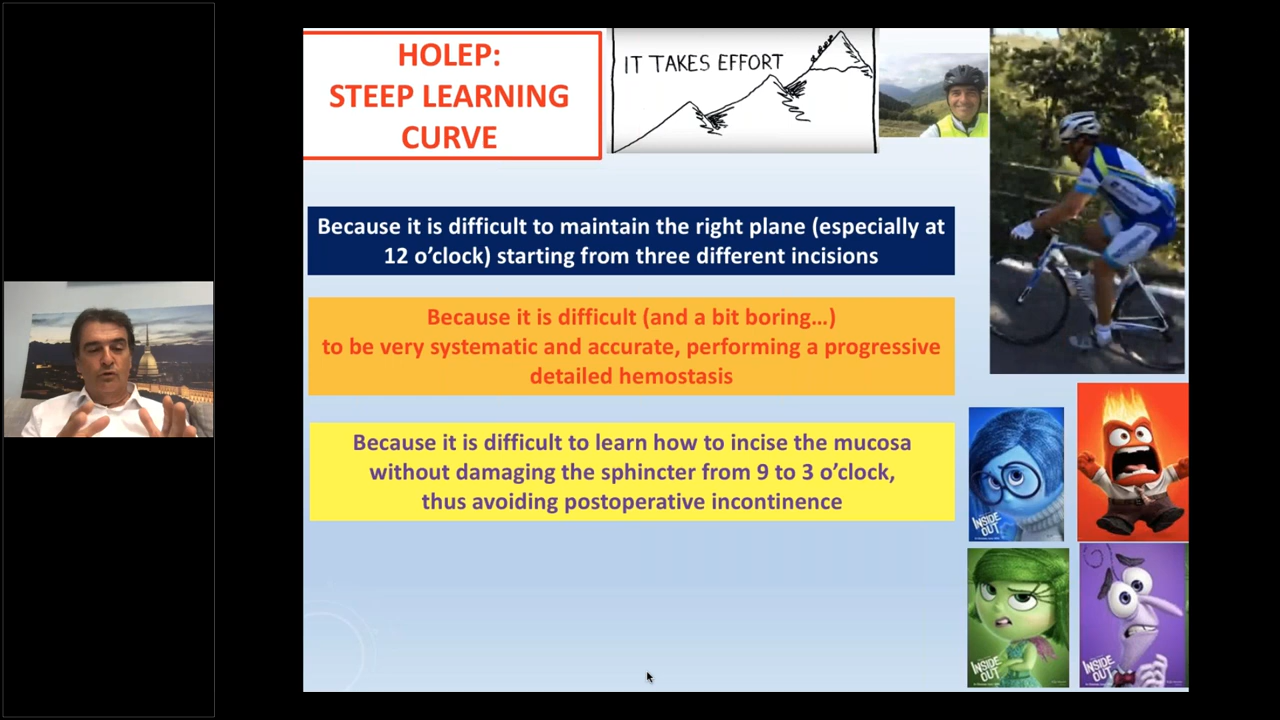 HOLEP:
STEEP LEARNING
CURVE
IT TAKES EFFORT
Because it is difficult to maintain the right plane (especially at
12 o’clock) starting from three different incisions
Because it is difficult (and a bit boring…)
to be very systematic and accurate, performing a progressive
detailed hemostasis
Because it is difficult to learn how to incise the mucosa
without damaging the sphincter from 9 to 3 o’clock,
thus avoiding postoperative incontinence
INSIDE
OUT
INSIDE
OUT
INSIDE
OUT